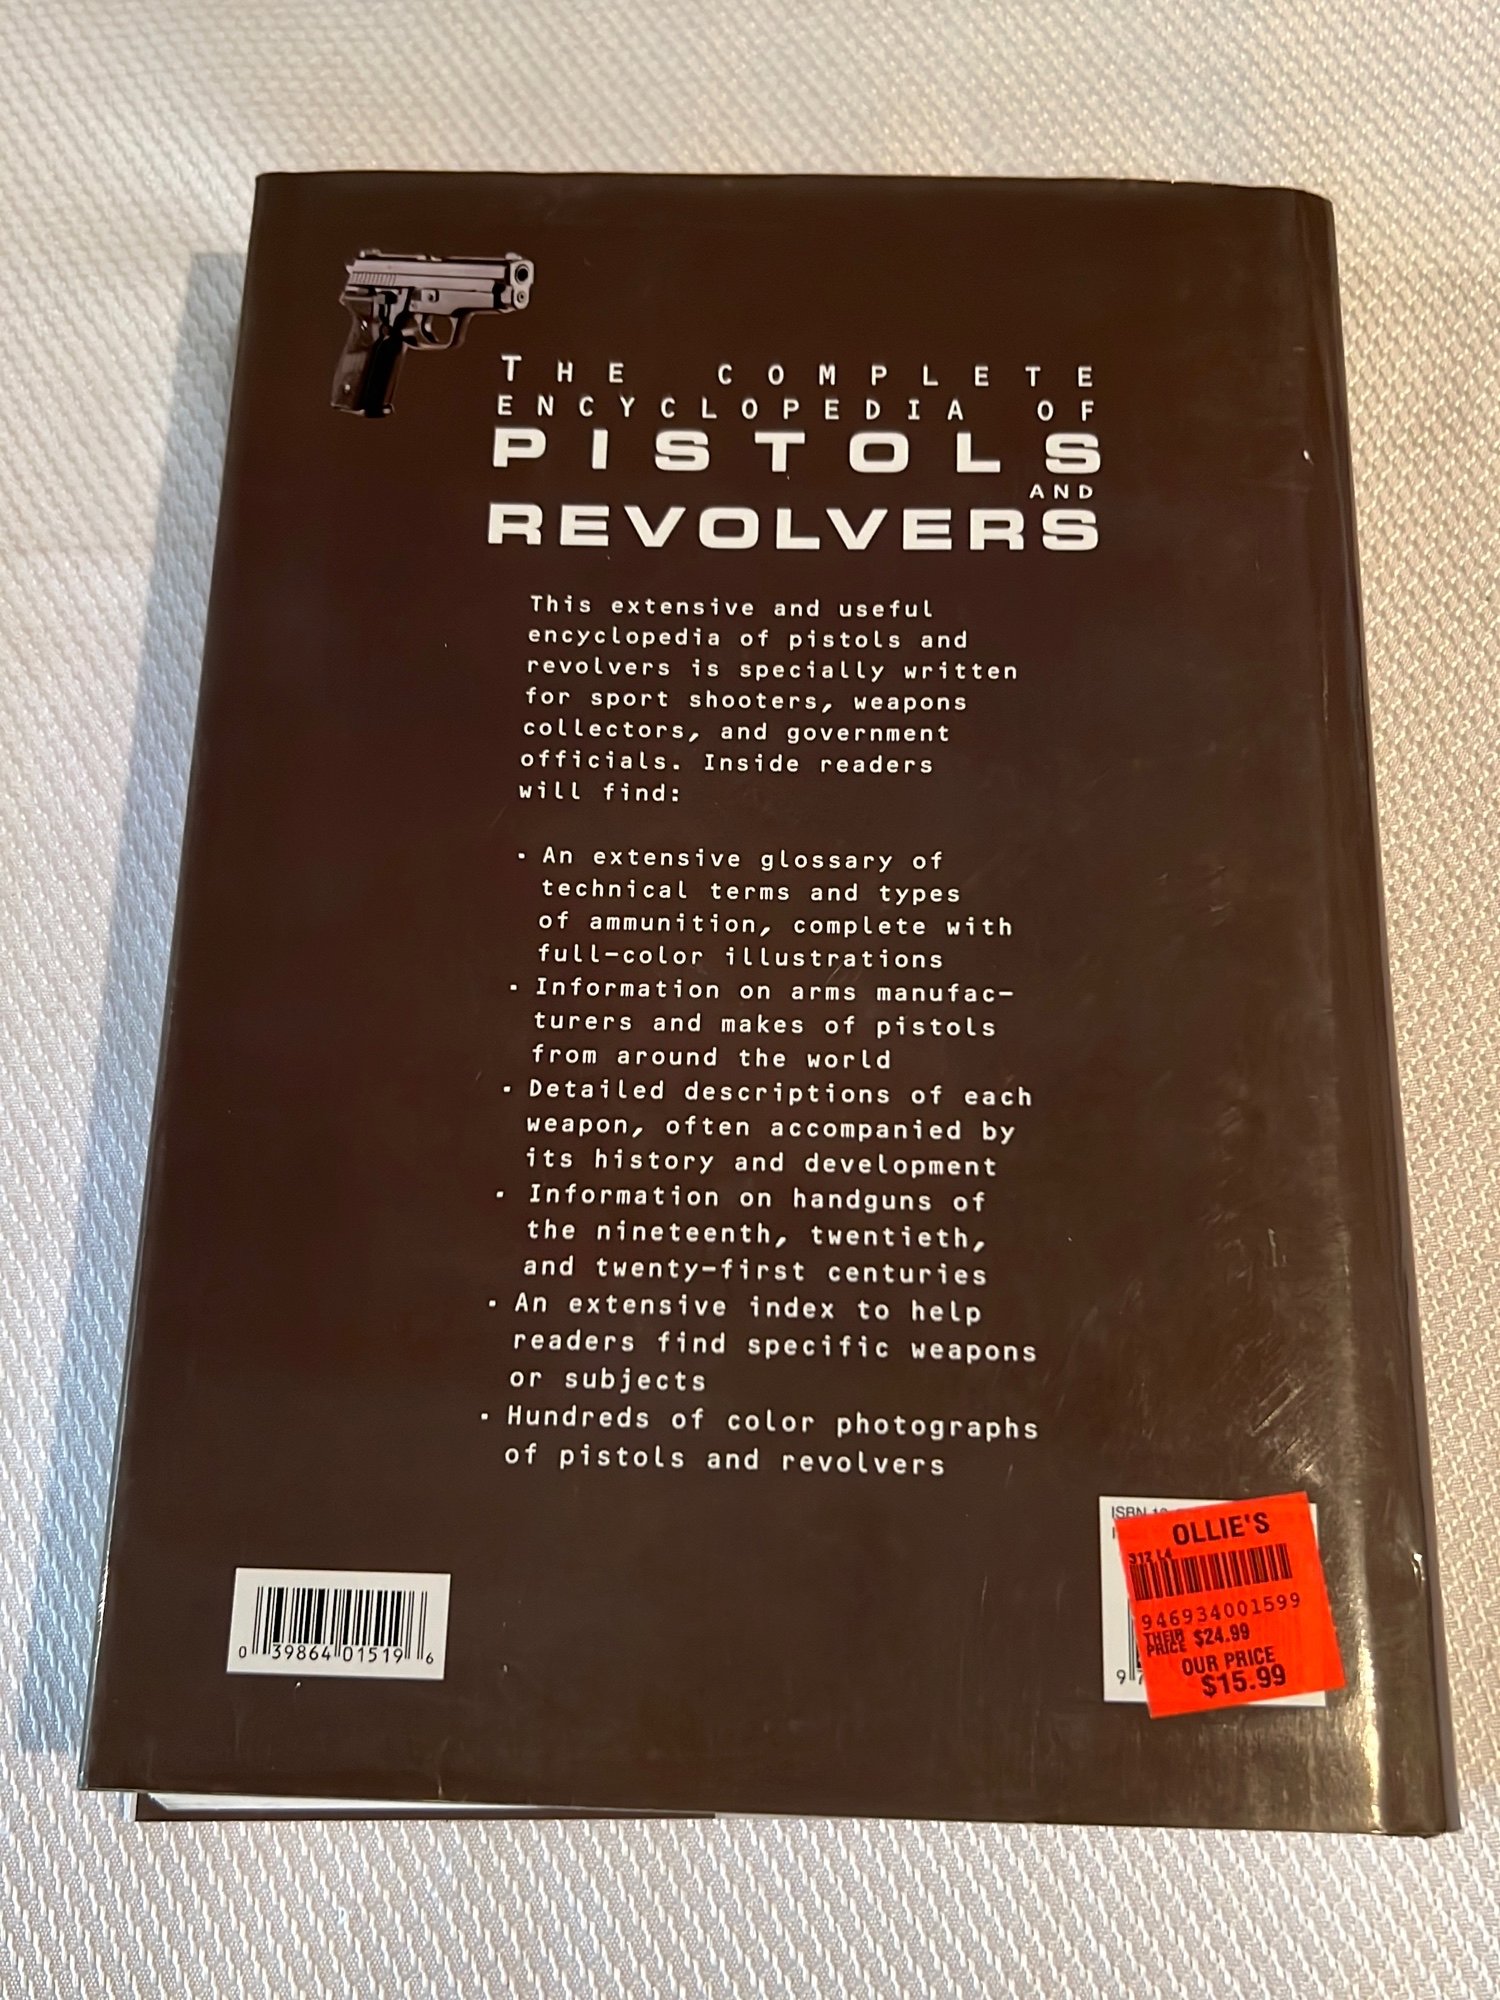 THE COMPLETE
ENCYCLOPEDIA OF
PISTOLS
AND
REVOLVERS
This extensive and useful
encyclopedia of pistols and
revolvers is specially written
for sport shooters, weapons
collectors, and government
officials. Inside readers
will find:
· An extensive glossary of
technical terms and types
of ammunition, complete with
full-color illustrations
· Information on arms manufac-
turers and makes of pistols
from around the world
· Detailed descriptions of each
weapon, often accompanied by
its history and development
· Information on handguns of
the nineteenth, twentieth,
and twenty-first centuries
· An extensive index to help
readers find specific weapons
or subjects
· Hundreds of color photographs
of pistols and revolvers
0 39864 01519 6
ISBN
OLLIE'S
946934001599
THEIR PRICE $24.99
OUR PRICE
$15.99